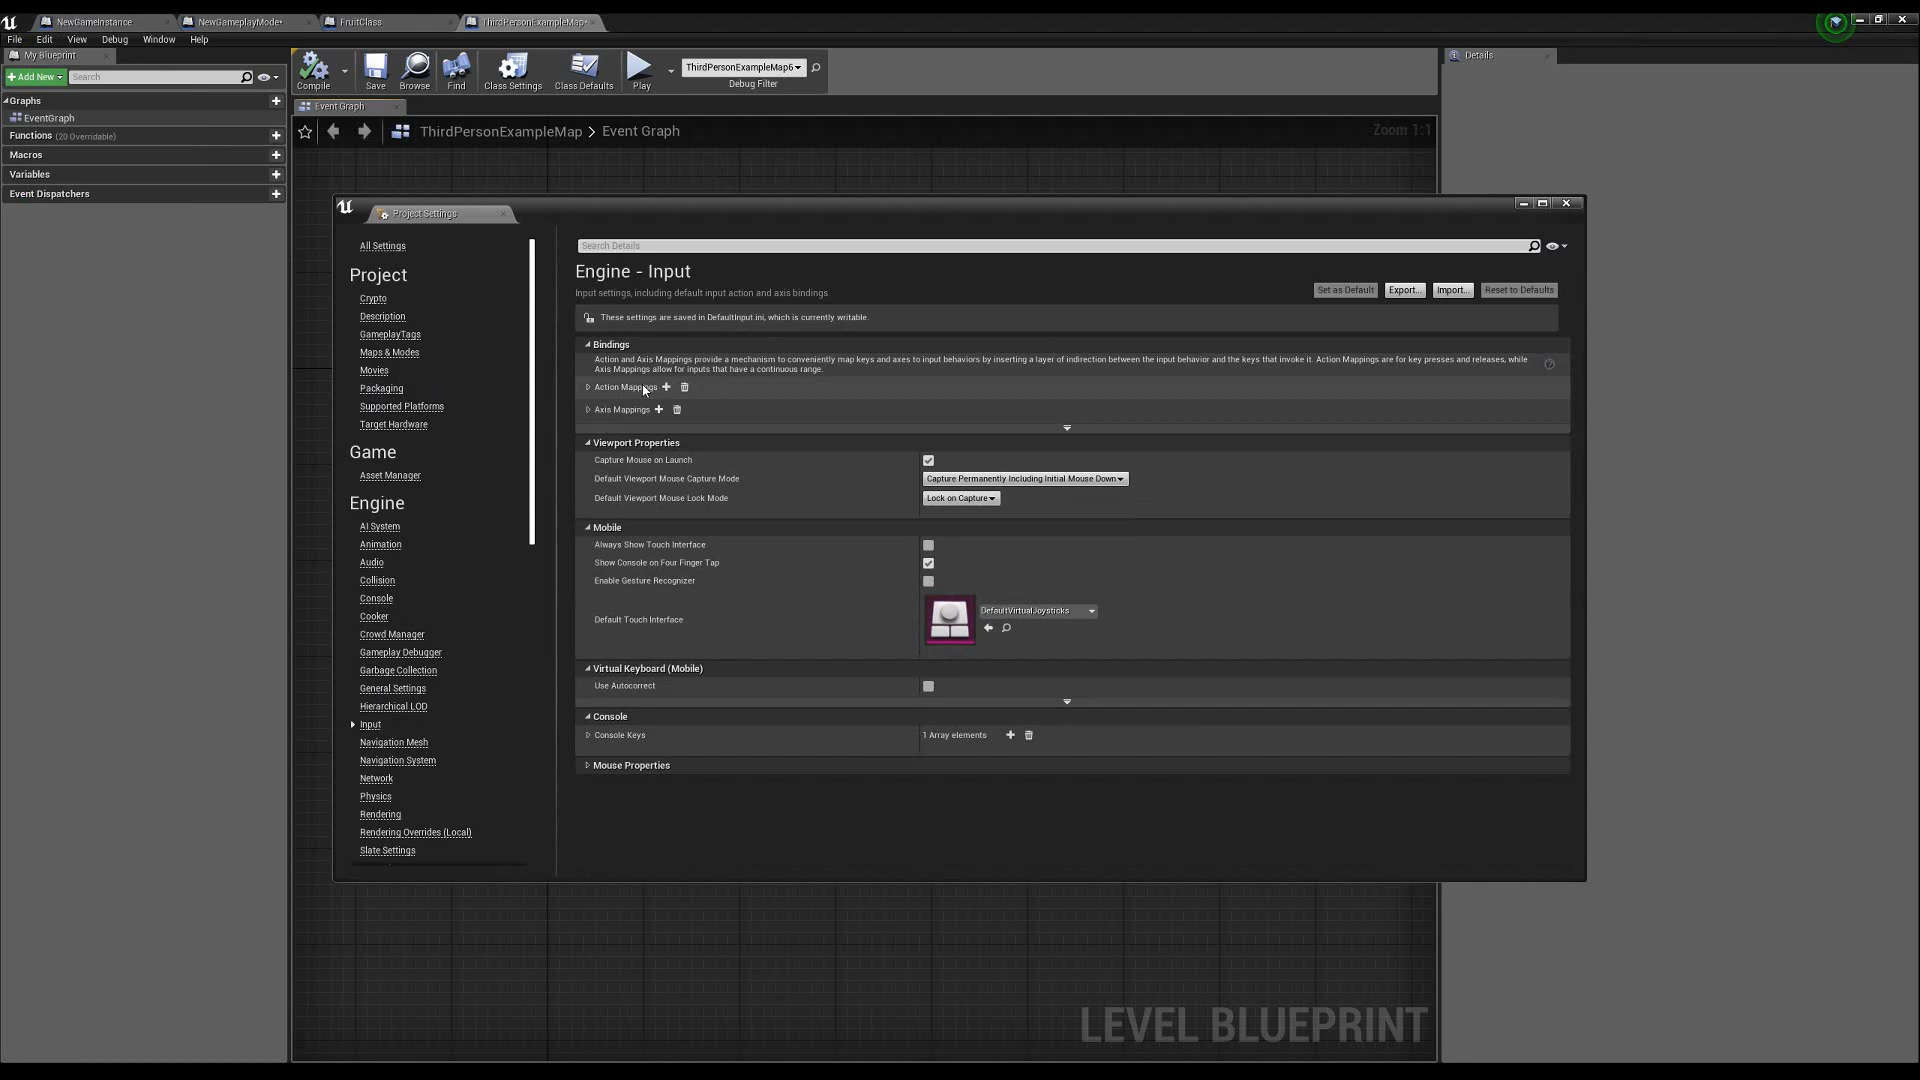 NewGameInstance
NewGameplayMode*
FruitClass
ThirdPersonExampleMap*
File Edit View Debug Window Help
My Blueprint
Add New
Search
Graphs
EventGraph
Functions (20 Overridable)
Macros
Variables
Event Dispatchers
Compile
Save
Browse
Find
Class Settings
Class Defaults
Play
ThirdPersonExampleMap6
Debug Filter
Details
Event Graph
ThirdPersonExampleMap > Event Graph
Zoom 1:1
Project Settings
All Settings
Project
Crypto
Description
GameplayTags
Maps & Modes
Movies
Packaging
Supported Platforms
Target Hardware
Game
Asset Manager
Engine
AI System
Animation
Audio
Collision
Console
Cooker
Crowd Manager
Gameplay Debugger
Garbage Collection
General Settings
Hierarchical LOD
Input
Navigation Mesh
Navigation System
Network
Physics
Rendering
Rendering Overrides (Local)
Slate Settings
Search Details
Engine - Input
Input settings, including default input action and axis bindings.
Set as Default
Export...
Import...
Reset to Defaults
These settings are saved in DefaultInput.ini, which is currently writable.
Bindings
Action and Axis Mappings provide a mechanism to conveniently map keys and axes to input behaviors by inserting a layer of indirection between the input behavior and the keys that invoke it. Action Mappings are for key presses and releases, while
Axis Mappings allow for inputs that have a continuous range.
Action Mappings
Axis Mappings
Viewport Properties
Capture Mouse on Launch
Default Viewport Mouse Capture Mode
Capture Permanently Including Initial Mouse Down
Default Viewport Mouse Lock Mode
Lock on Capture
Mobile
Always Show Touch Interface
Show Console on Four Finger Tap
Enable Gesture Recognizer
Default Touch Interface
DefaultVirtualJoysticks
Virtual Keyboard (Mobile)
Use Autocorrect
Console
Console Keys
1 Array elements
Mouse Properties
LEVEL BLUEPRINT